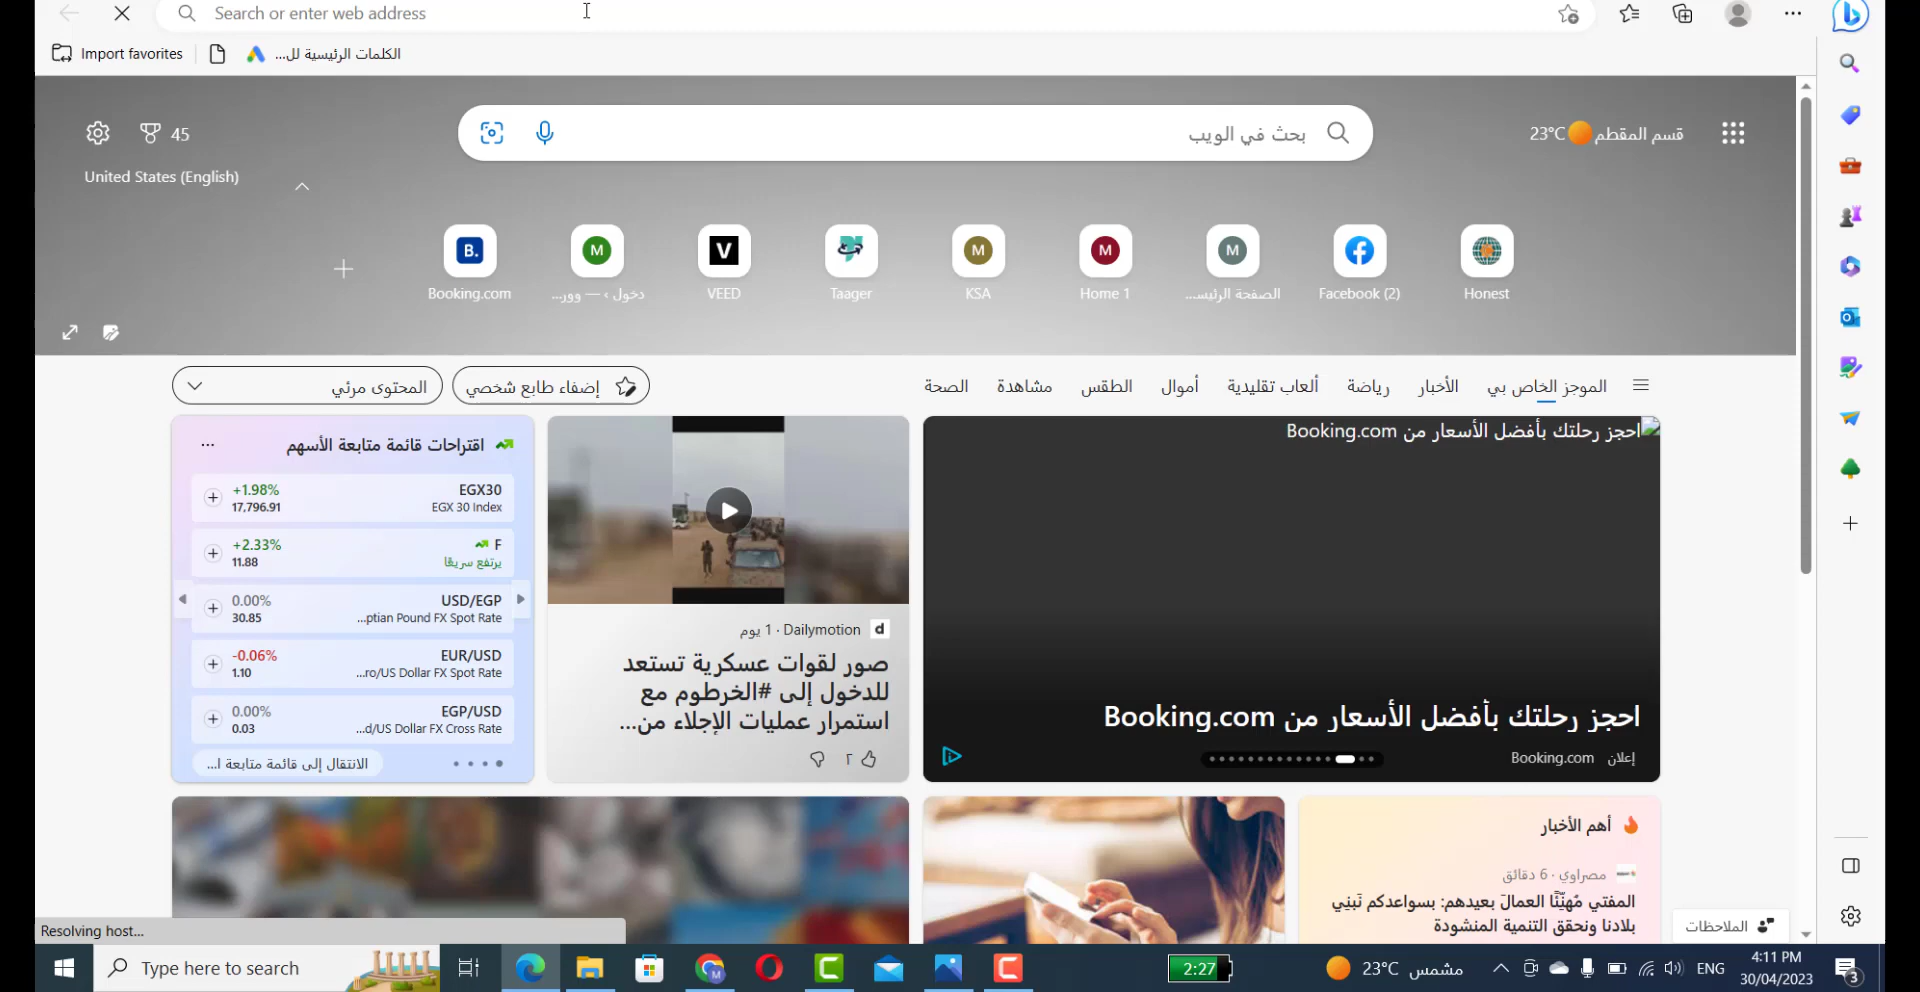 Search or enter web address
Import favorites
الكلمات الرئيسية لل...
45
United States (English)
بحث في الويب
23°C
قسم المقطم
Booking.com
دخول ‹ — وور...
VEED
Taager
KSA
Home 1
الصفحة الرئيس...
Facebook (2)
Honest
الموجز الخاص بي
الأخبار
رياضة
ألعاب تقليدية
أموال
الطقس
مشاهدة
الصحة
إضفاء طابع شخصي
المحتوى مرئي
احجز رحلتك بأفضل الأسعار من Booking.com
احجز رحلتك بأفضل الأسعار من Booking.com
إعلان Booking.com
Dailymotion · 1 يوم
صور لقوات عسكرية تستعد
للدخول إلى #الخرطوم مع
استمرار عمليات الإجلاء من...
٢
اقتراحات قائمة متابعة الأسهم
EGX30 +1.98%
EGX 30 Index 17,796.91
F +2.33%
يرتفع سريعًا 11.88
USD/EGP 0.00%
...ptian Pound FX Spot Rate 30.85
EUR/USD -0.06%
...ro/US Dollar FX Spot Rate 1.10
EGP/USD 0.00%
...d/US Dollar FX Cross Rate 0.03
الانتقال إلى قائمة متابعة ا...
أهم الأخبار
مصراوي · 6 دقائق
المفتي مُهنِّئًا العمالَ بعيدهم: بسواعدكم نَبنِي
بلادنا ونحقق التنمية المنشودة
الملاحظات
Resolving host...
Type here to search
2:27
23°C مشمس
ENG
4:11 PM
30/04/2023
3